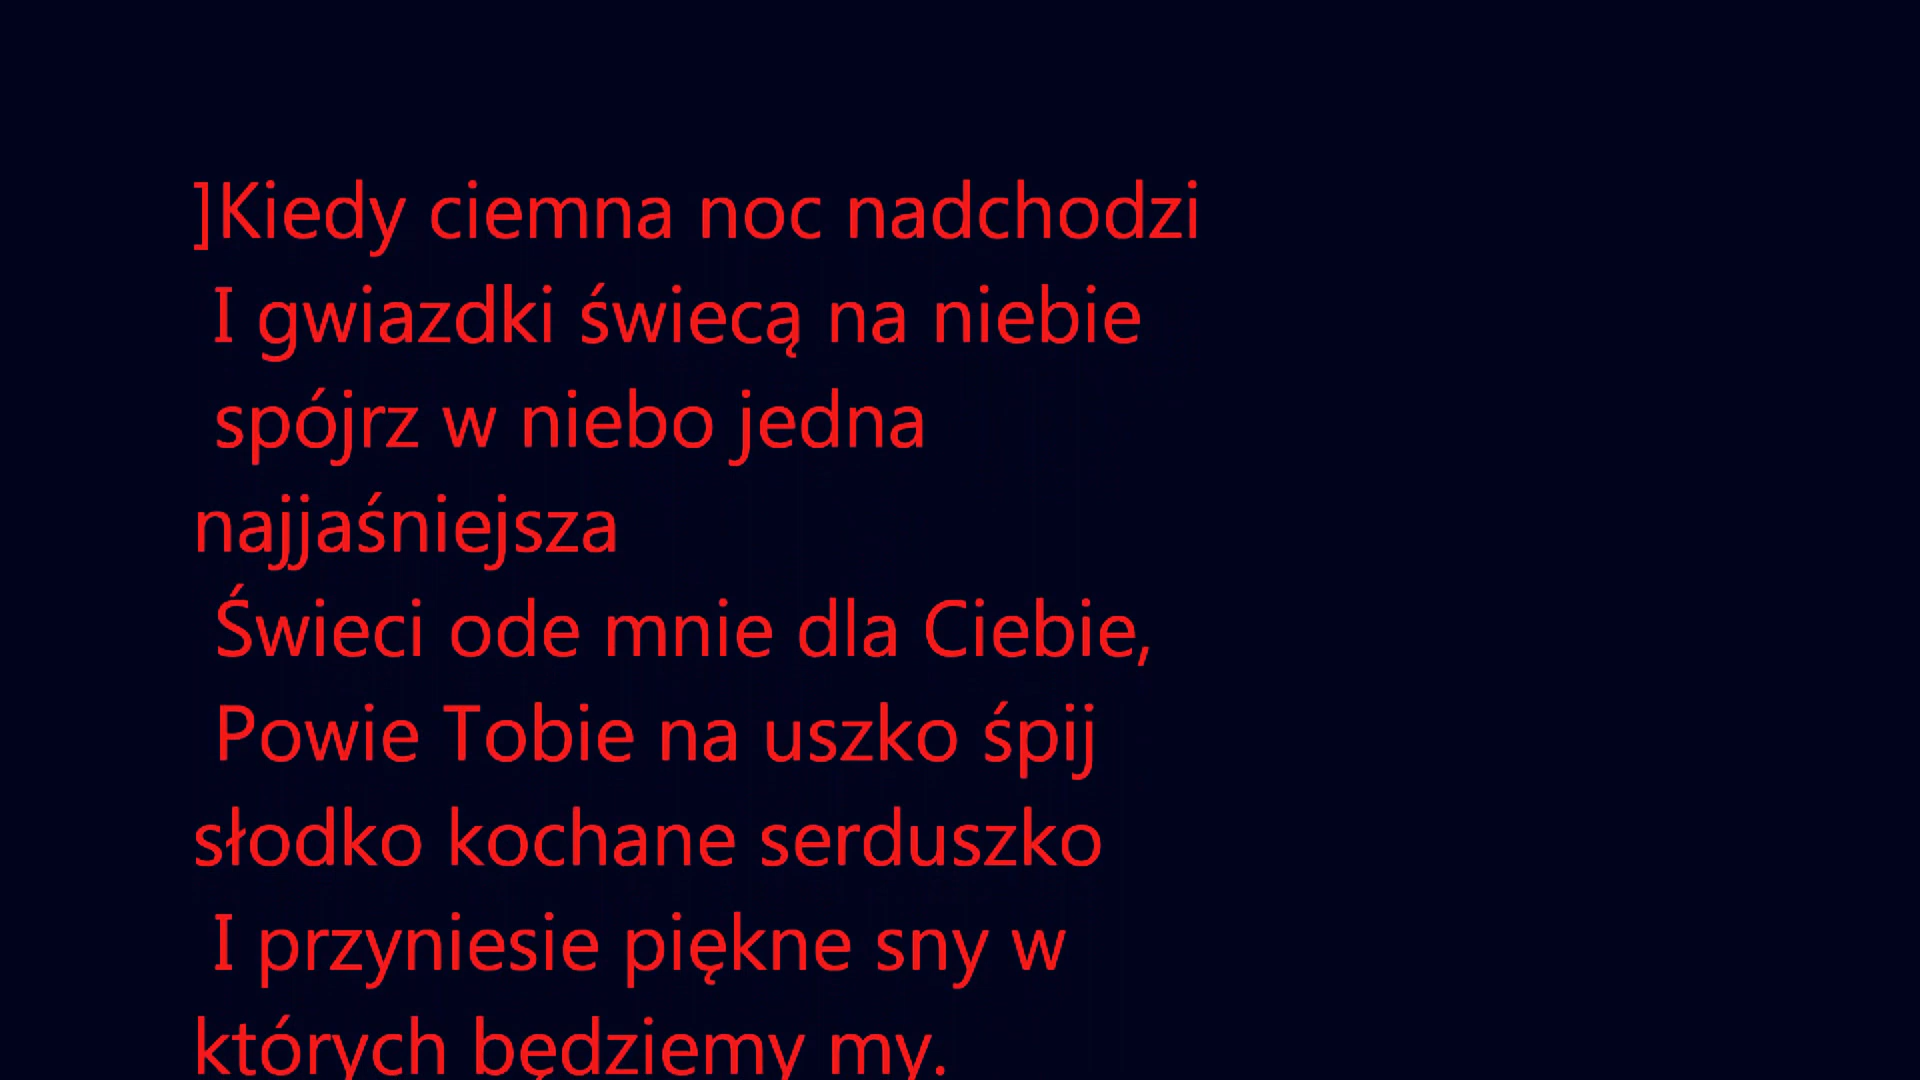 ]Kiedy ciemna noc nadchodzi
I gwiazdki świecą na niebie
spójrz w niebo jedna
najjaśniejsza
Świeci ode mnie dla Ciebie,
Powie Tobie na uszko śpij
słodko kochane serduszko
I przyniesie piękne sny w
których będziemy my.